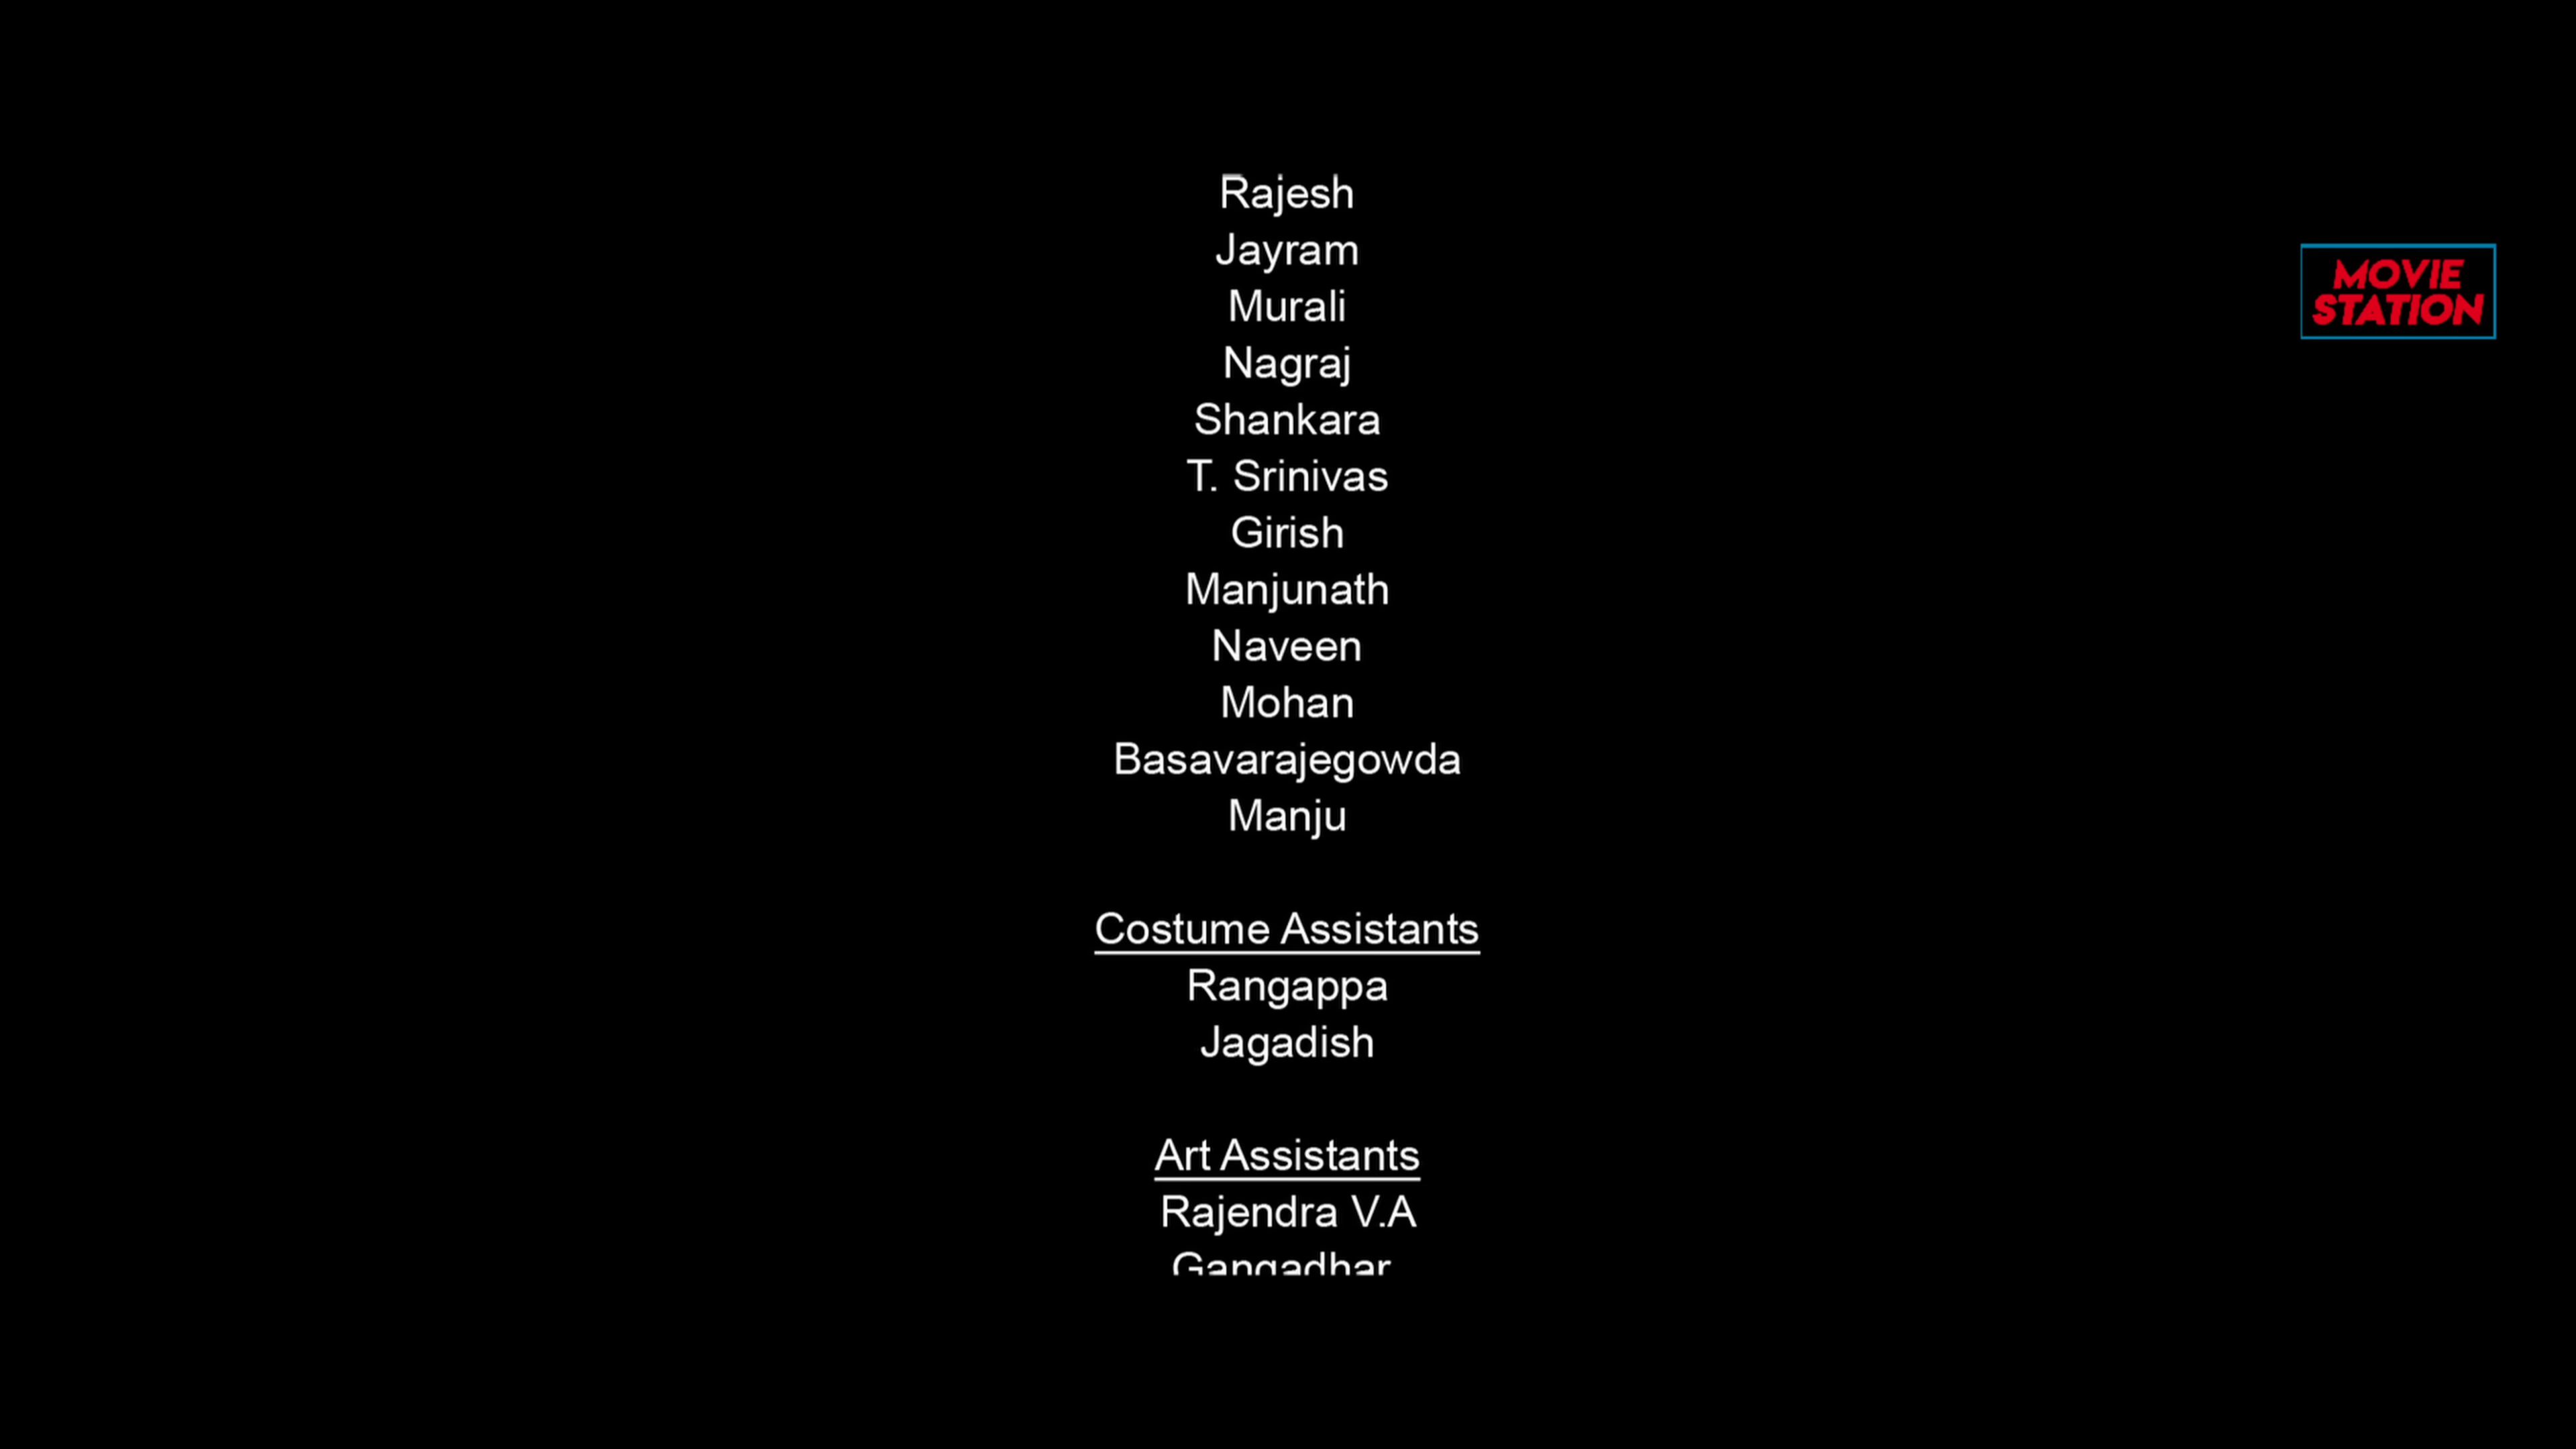 Rajesh
Jayram
Murali
Nagraj
Shankara
T. Srinivas
Girish
Manjunath
Naveen
Mohan
Basavarajegowda
Manju
Costume Assistants
Rangappa
Jagadish
Art Assistants
Rajendra V.A
Gangadhar
MOVIE
STATION